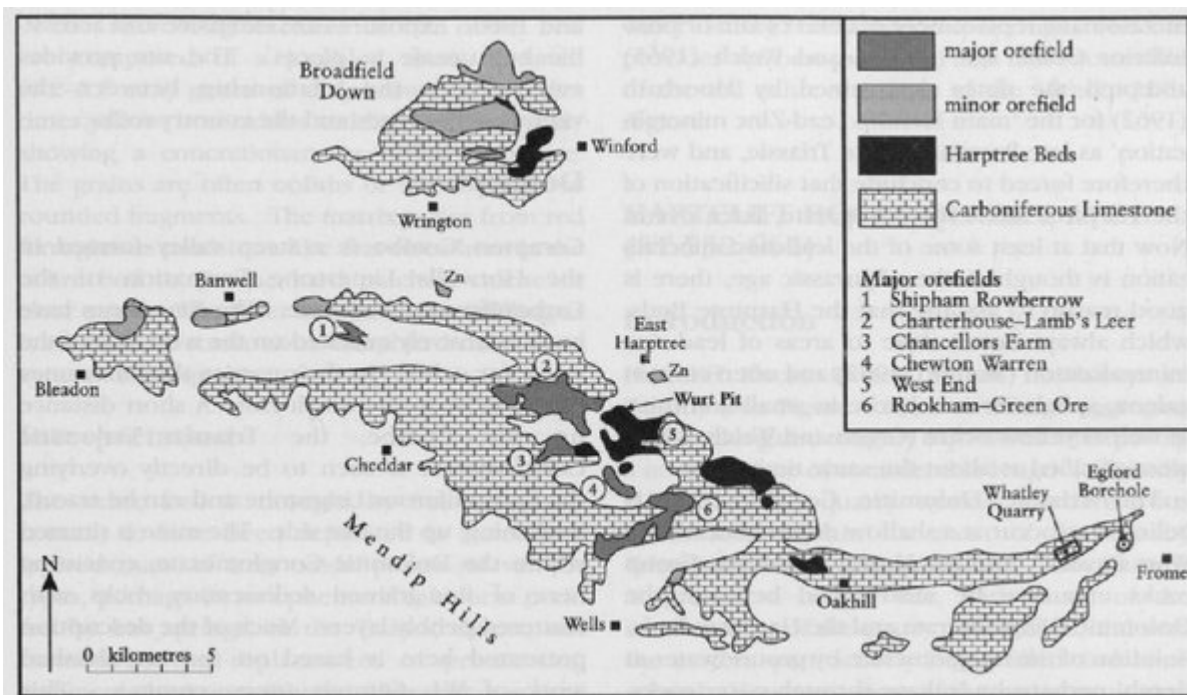 Broadfield
Down
Winford
Wrington
major orefield
minor orefield
Harptree Beds
Carboniferous Limestone
Major orefields
1 Shipham Rowberrow
2 Charterhouse–Lamb's Leer
3 Chancellors Farm
4 Chewton Warren
5 West End
6 Rookham–Green Ore
Banwell
Zn
1
Bleadon
2
East
Harptree
Zn
Wurt Pit
5
Cheddar
3
4
6
Mendip Hills
Whatley
Quarry
Egford
Borehole
Frome
Oakhill
Wells
N
0 kilometres 5